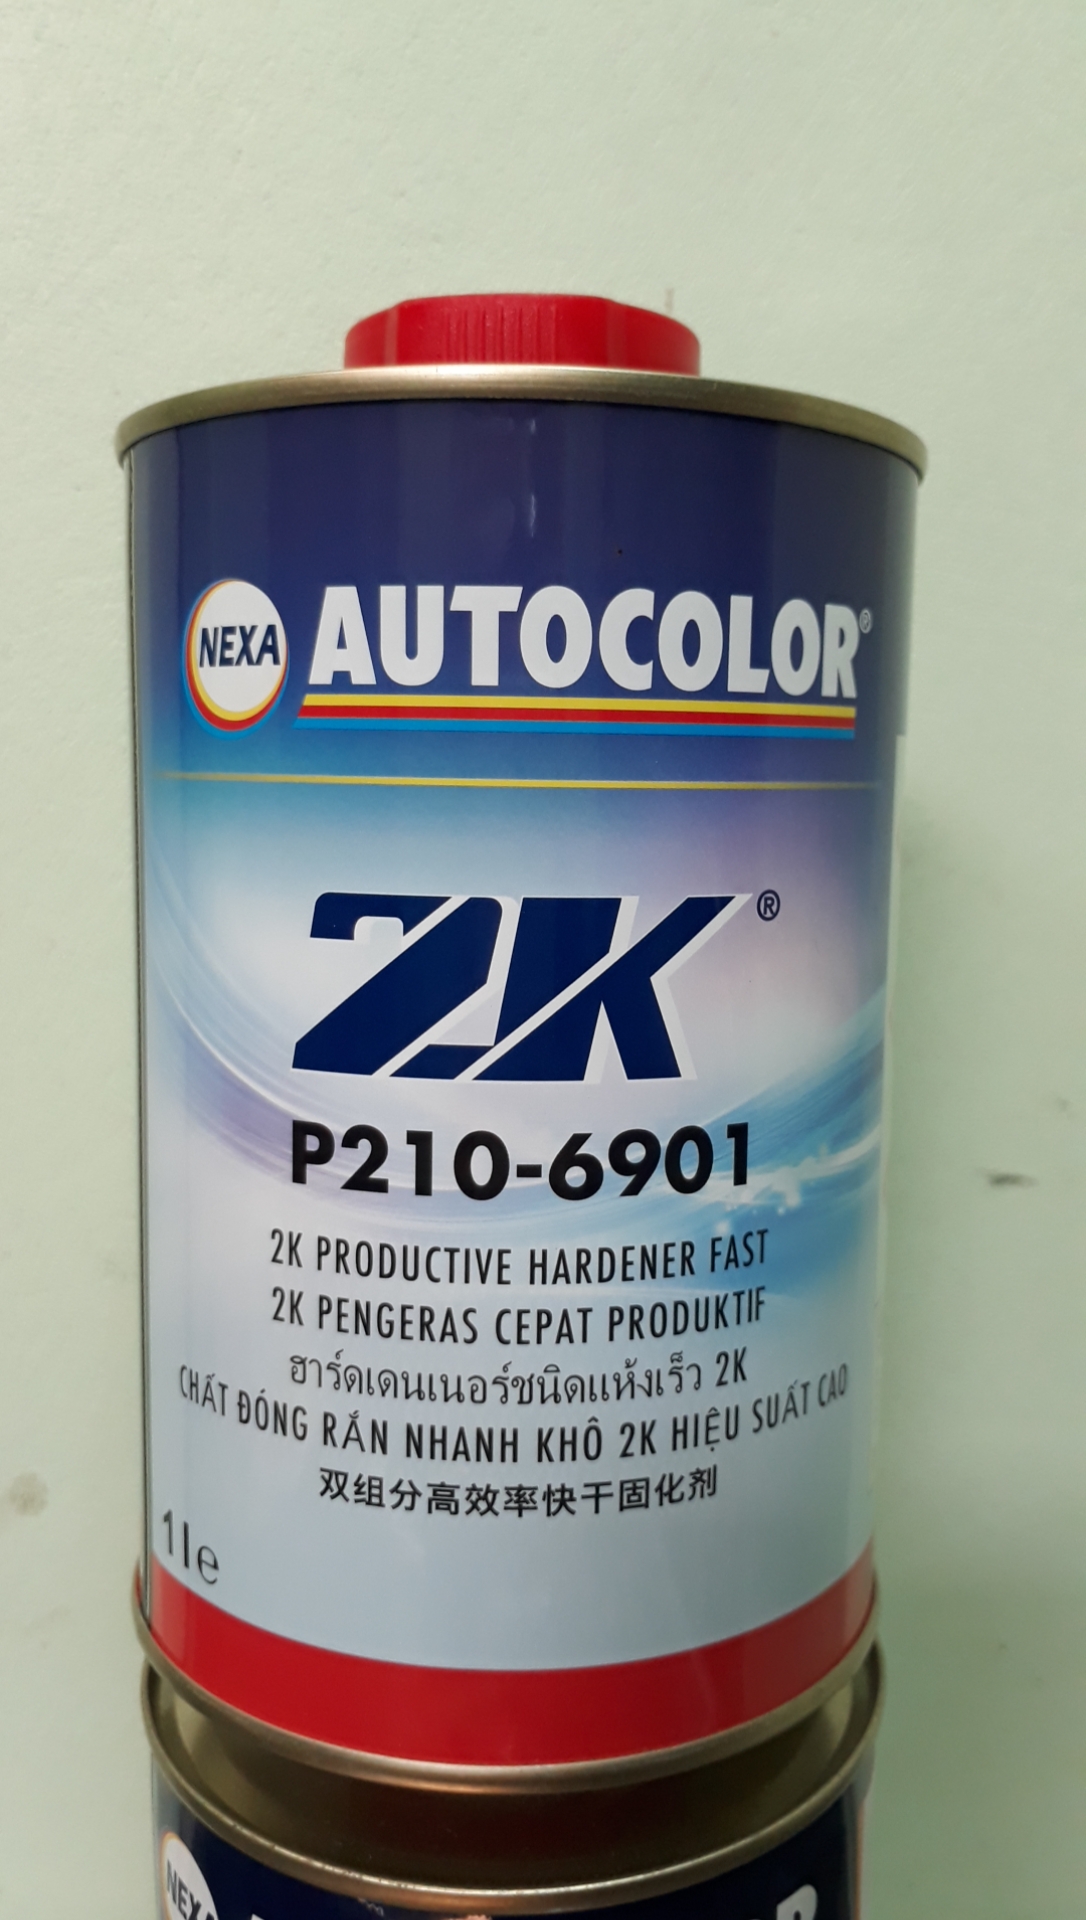 NEXA AUTOCOLOR®
2K®
P210-6901
2K PRODUCTIVE HARDENER FAST
2K PENGERAS CEPAT PRODUKTIF
ฮาร์ดเดนเนอร์ชนิดแห้งเร็ว 2K
CHẤT ĐÓNG RẮN NHANH KHÔ 2K HIỆU SUẤT CAO
双组分高效率快干固化剂
1 l e